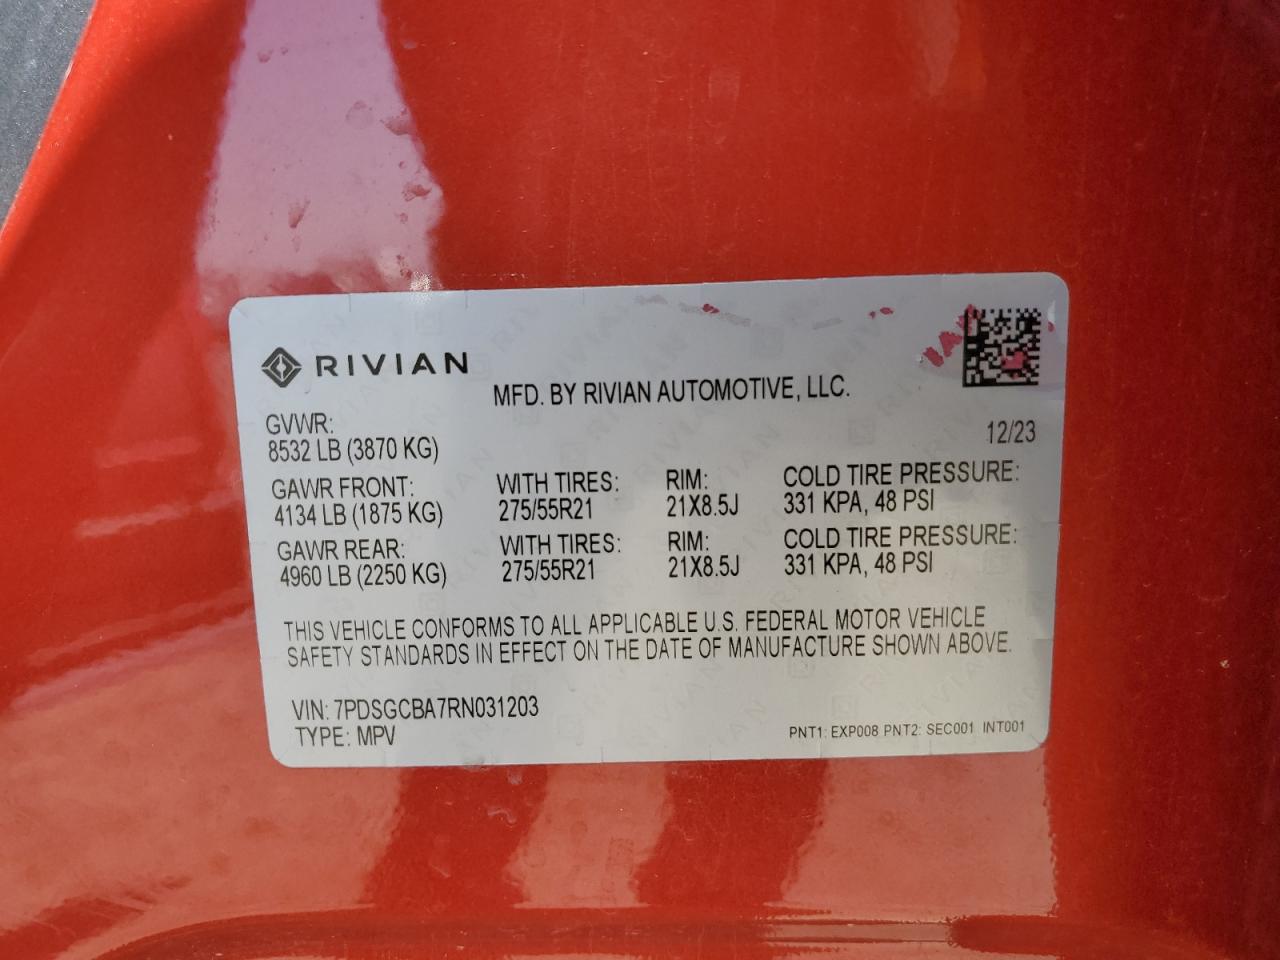 RIVIAN
MFD. BY RIVIAN AUTOMOTIVE, LLC.
GVWR:
8532 LB (3870 KG)
12/23
GAWR FRONT: WITH TIRES: RIM: COLD TIRE PRESSURE:
4134 LB (1875 KG) 275/55R21 21X8.5J 331 KPA, 48 PSI
GAWR REAR: WITH TIRES: RIM: COLD TIRE PRESSURE:
4960 LB (2250 KG) 275/55R21 21X8.5J 331 KPA, 48 PSI
THIS VEHICLE CONFORMS TO ALL APPLICABLE U.S. FEDERAL MOTOR VEHICLE
SAFETY STANDARDS IN EFFECT ON THE DATE OF MANUFACTURE SHOWN ABOVE.
VIN: 7PDSGCBA7RN031203
TYPE: MPV
PNT1: EXP008 PNT2: SEC001 INT001